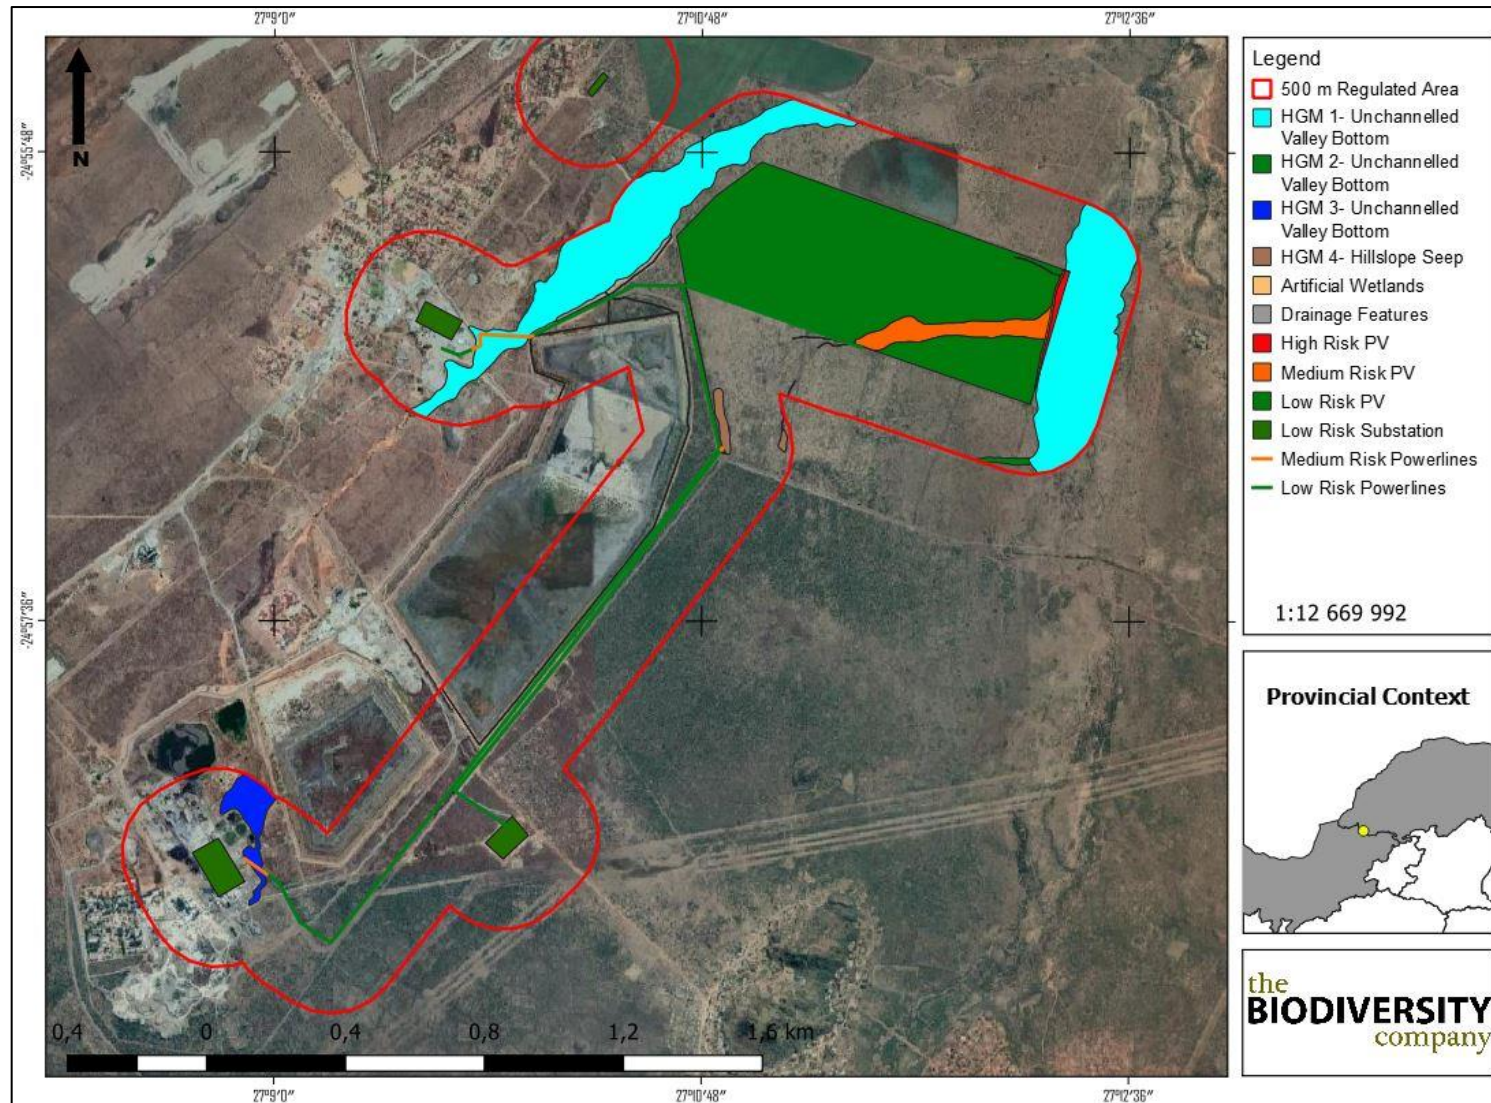 27°9′0″ 27°10′48″ 27°12′36″
-24°55′48″
-24°57′36″
N
0,4 0 0,4 0,8 1,2 1,6 km
27°9′0″ 27°10′48″ 27°12′36″
Legend
500 m Regulated Area
HGM 1- Unchannelled
Valley Bottom
HGM 2- Unchannelled
Valley Bottom
HGM 3- Unchannelled
Valley Bottom
HGM 4- Hillslope Seep
Artificial Wetlands
Drainage Features
High Risk PV
Medium Risk PV
Low Risk PV
Low Risk Substation
Medium Risk Powerlines
Low Risk Powerlines
1:12 669 992
Provincial Context
the
BIODIVERSITY
company